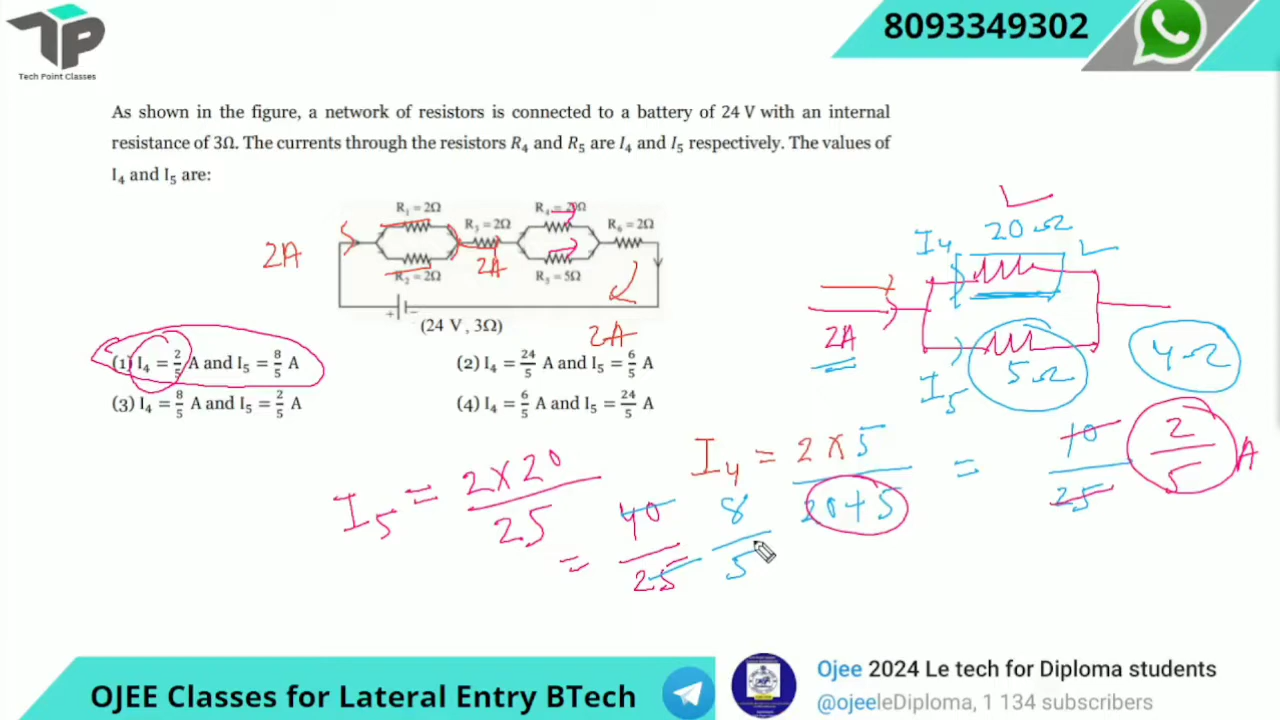 8093349302
Tech Point Classes
As shown in the figure, a network of resistors is connected to a battery of 24 V with an internal
resistance of 3Ω. The currents through the resistors R₄ and R₅ are I₄ and I₅ respectively. The values of
I₄ and I₅ are:
R₁ = 2Ω
R₃ = 2Ω
R₄ = 20Ω
R₆ = 2Ω
R₂ = 2Ω
R₅ = 5Ω
(24 V , 3Ω)
2A
2A
2A
I₄ 20 Ω
2A
I₅ 5Ω
4Ω
(1) I₄ = 2/5 A and I₅ = 8/5 A
(2) I₄ = 24/5 A and I₅ = 6/5 A
(3) I₄ = 8/5 A and I₅ = 2/5 A
(4) I₄ = 6/5 A and I₅ = 24/5 A
I₄ = 2 × 5 / 20 + 5 = 10/25 2/5 A
I₅ = 2 × 20 / 25
= 40/25 8/5
OJEE Classes for Lateral Entry BTech
Ojee 2024 Le tech for Diploma students
@ojeeleDiploma, 1 134 subscribers